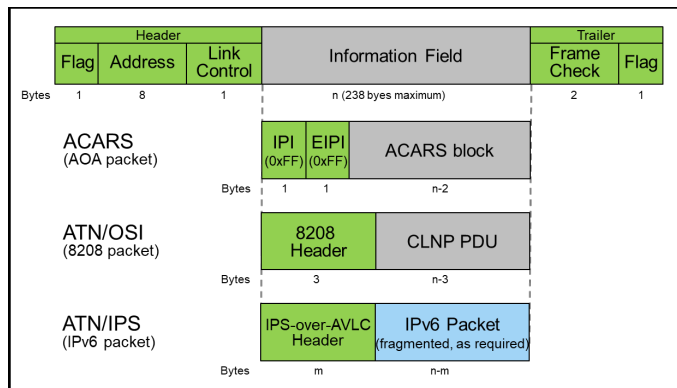 Header
Trailer
Flag
Address
Link
Control
Information Field
Frame
Check
Flag
Bytes
1
8
1
n (238 byes maximum)
2
1
ACARS
(AOA packet)
IPI
(0xFF)
EIPI
(0xFF)
ACARS block
Bytes
1
1
n-2
ATN/OSI
(8208 packet)
8208
Header
CLNP PDU
Bytes
3
n-3
ATN/IPS
(IPv6 packet)
IPS-over-AVLC
Header
IPv6 Packet
(fragmented, as required)
Bytes
m
n-m